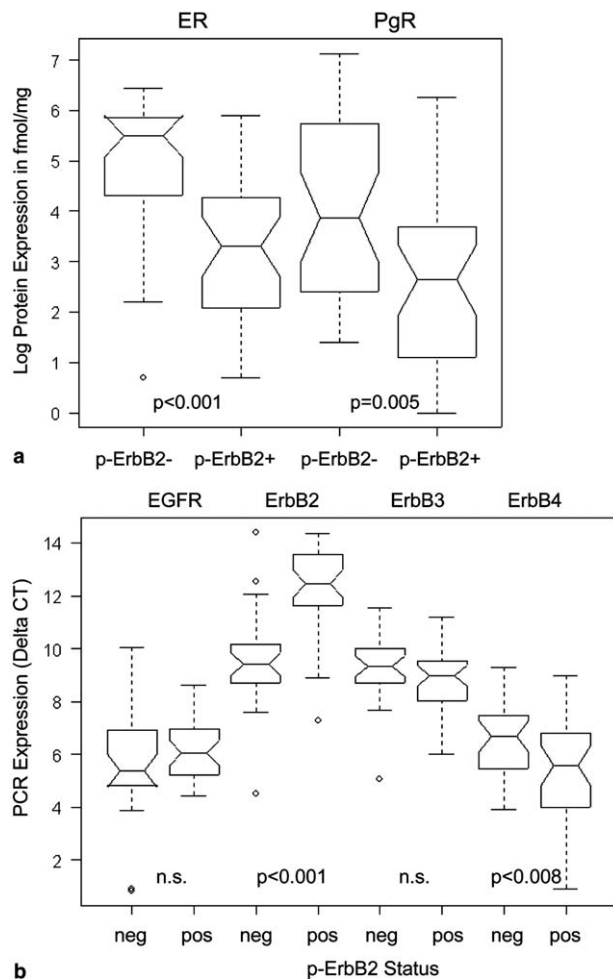 ER PgR
Log Protein Expression in fmol/mg
7
6
5
4
3
2
1
0
p<0.001 p=0.005
a p-ErbB2- p-ErbB2+ p-ErbB2- p-ErbB2+
EGFR ErbB2 ErbB3 ErbB4
PCR Expression (Delta CT)
14
12
10
8
6
4
2
n.s. p<0.001 n.s. p<0.008
neg pos neg pos neg pos neg pos
b p-ErbB2 Status